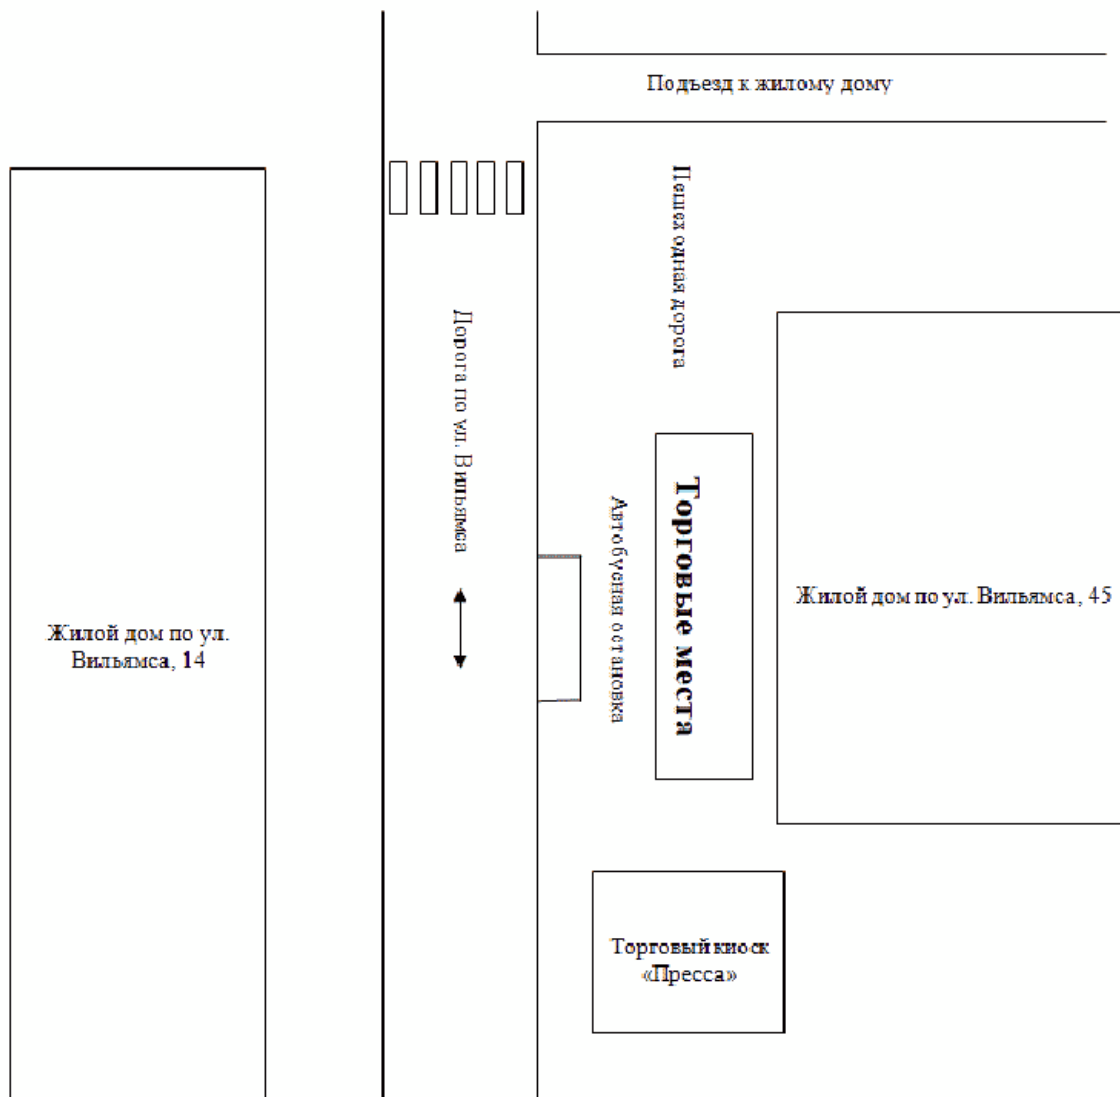 Подъезд к жилому дому
Пешеходная дорога
Дорога по ул. Вильямса
Автобусная остановка
Торговые места
Жилой дом по ул. Вильямса, 45
Жилой дом по ул.
Вильямса, 14
Торговый киоск
«Пресса»